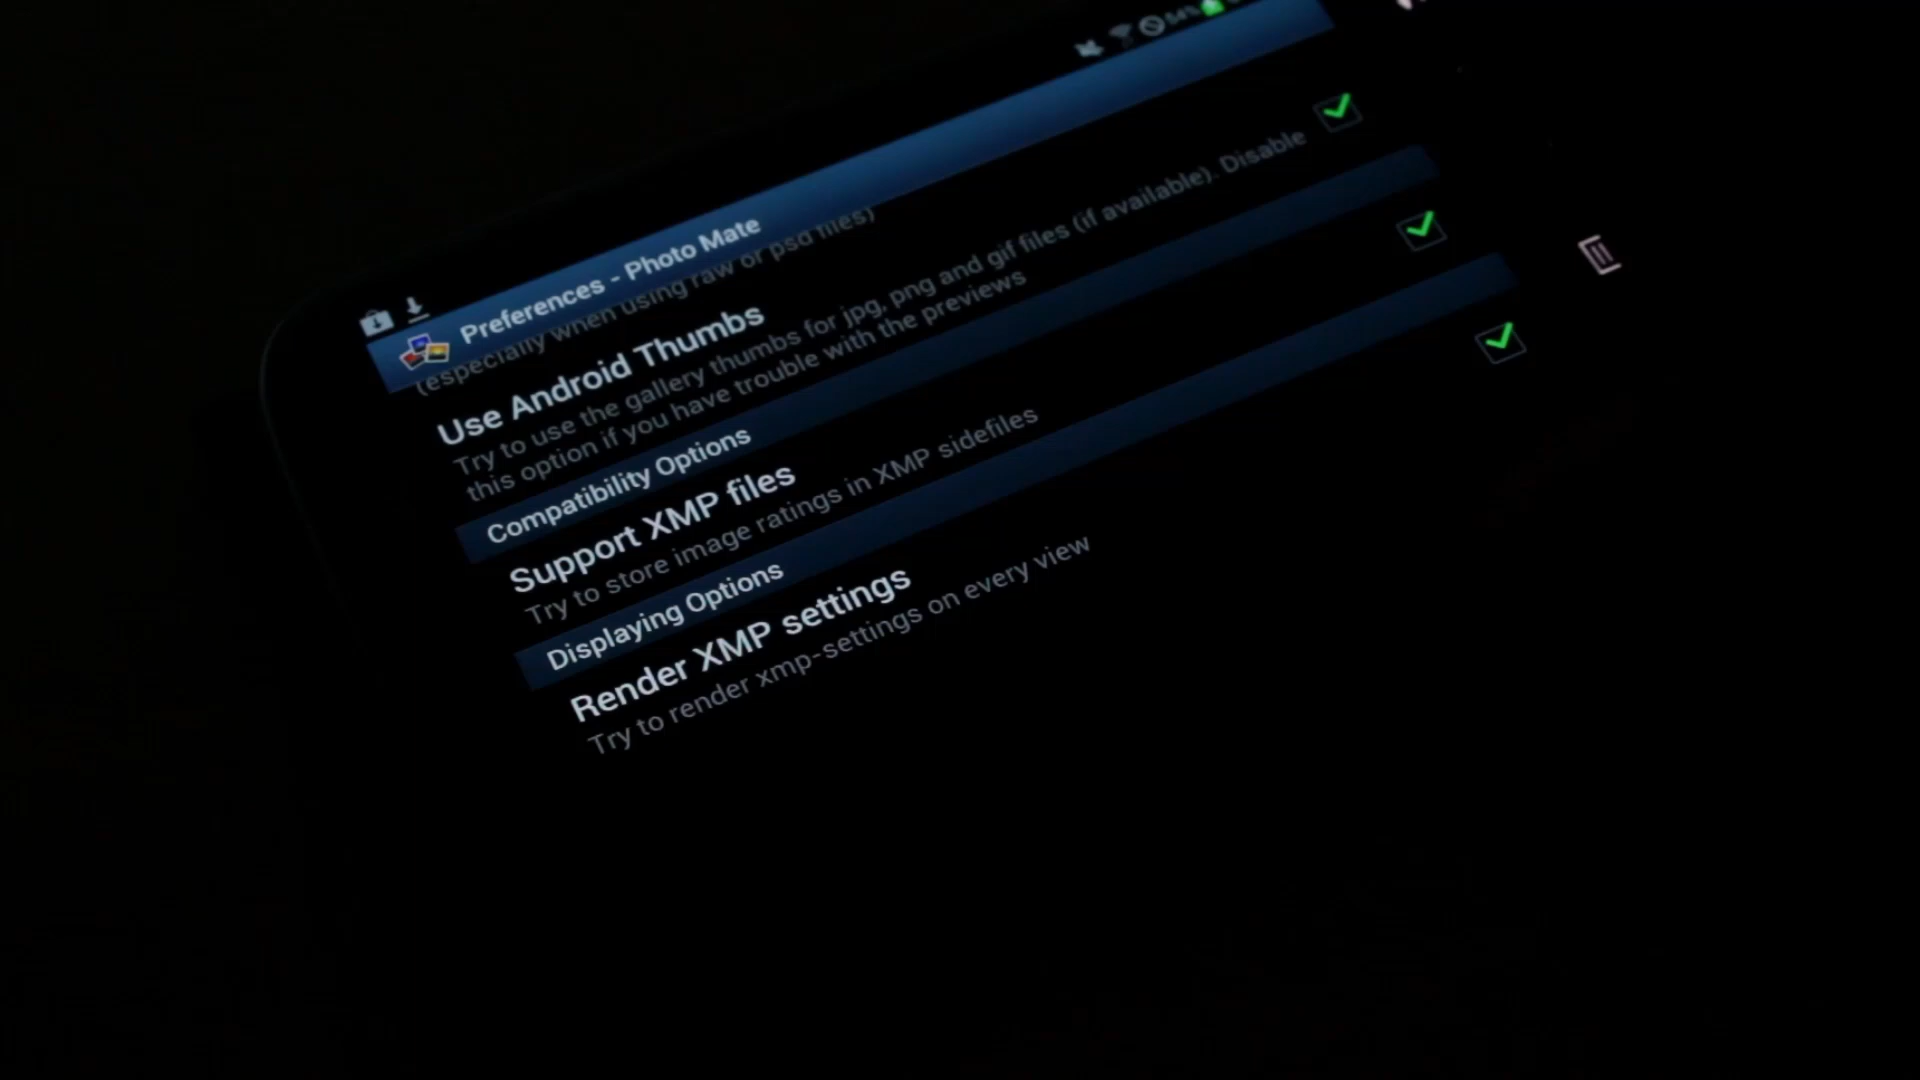 54%
Preferences - Photo Mate
(especially when using raw or psd files)
Use Android Thumbs
Try to use the gallery thumbs for jpg, png and gif files (if available). Disable
this option if you have trouble with the previews
Compatibility Options
Support XMP files
Try to store image ratings in XMP sidefiles
Displaying Options
Render XMP settings
Try to render xmp-settings on every view